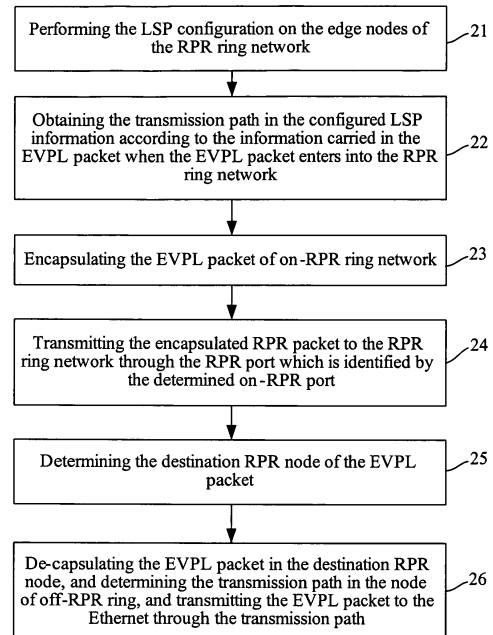 Performing the LSP configuration on the edge nodes of
the RPR ring network
21
Obtaining the transmission path in the configured LSP
information according to the information carried in the
EVPL packet when the EVPL packet enters into the RPR
ring network
22
Encapsulating the EVPL packet of on-RPR ring network
23
Transmitting the encapsulated RPR packet to the RPR
ring network through the RPR port which is identified by
the determined on-RPR port
24
Determining the destination RPR node of the EVPL
packet
25
De-capsulating the EVPL packet in the destination RPR
node, and determining the transmission path in the node
of off-RPR ring, and transmitting the EVPL packet to the
Ethernet through the transmission path
26